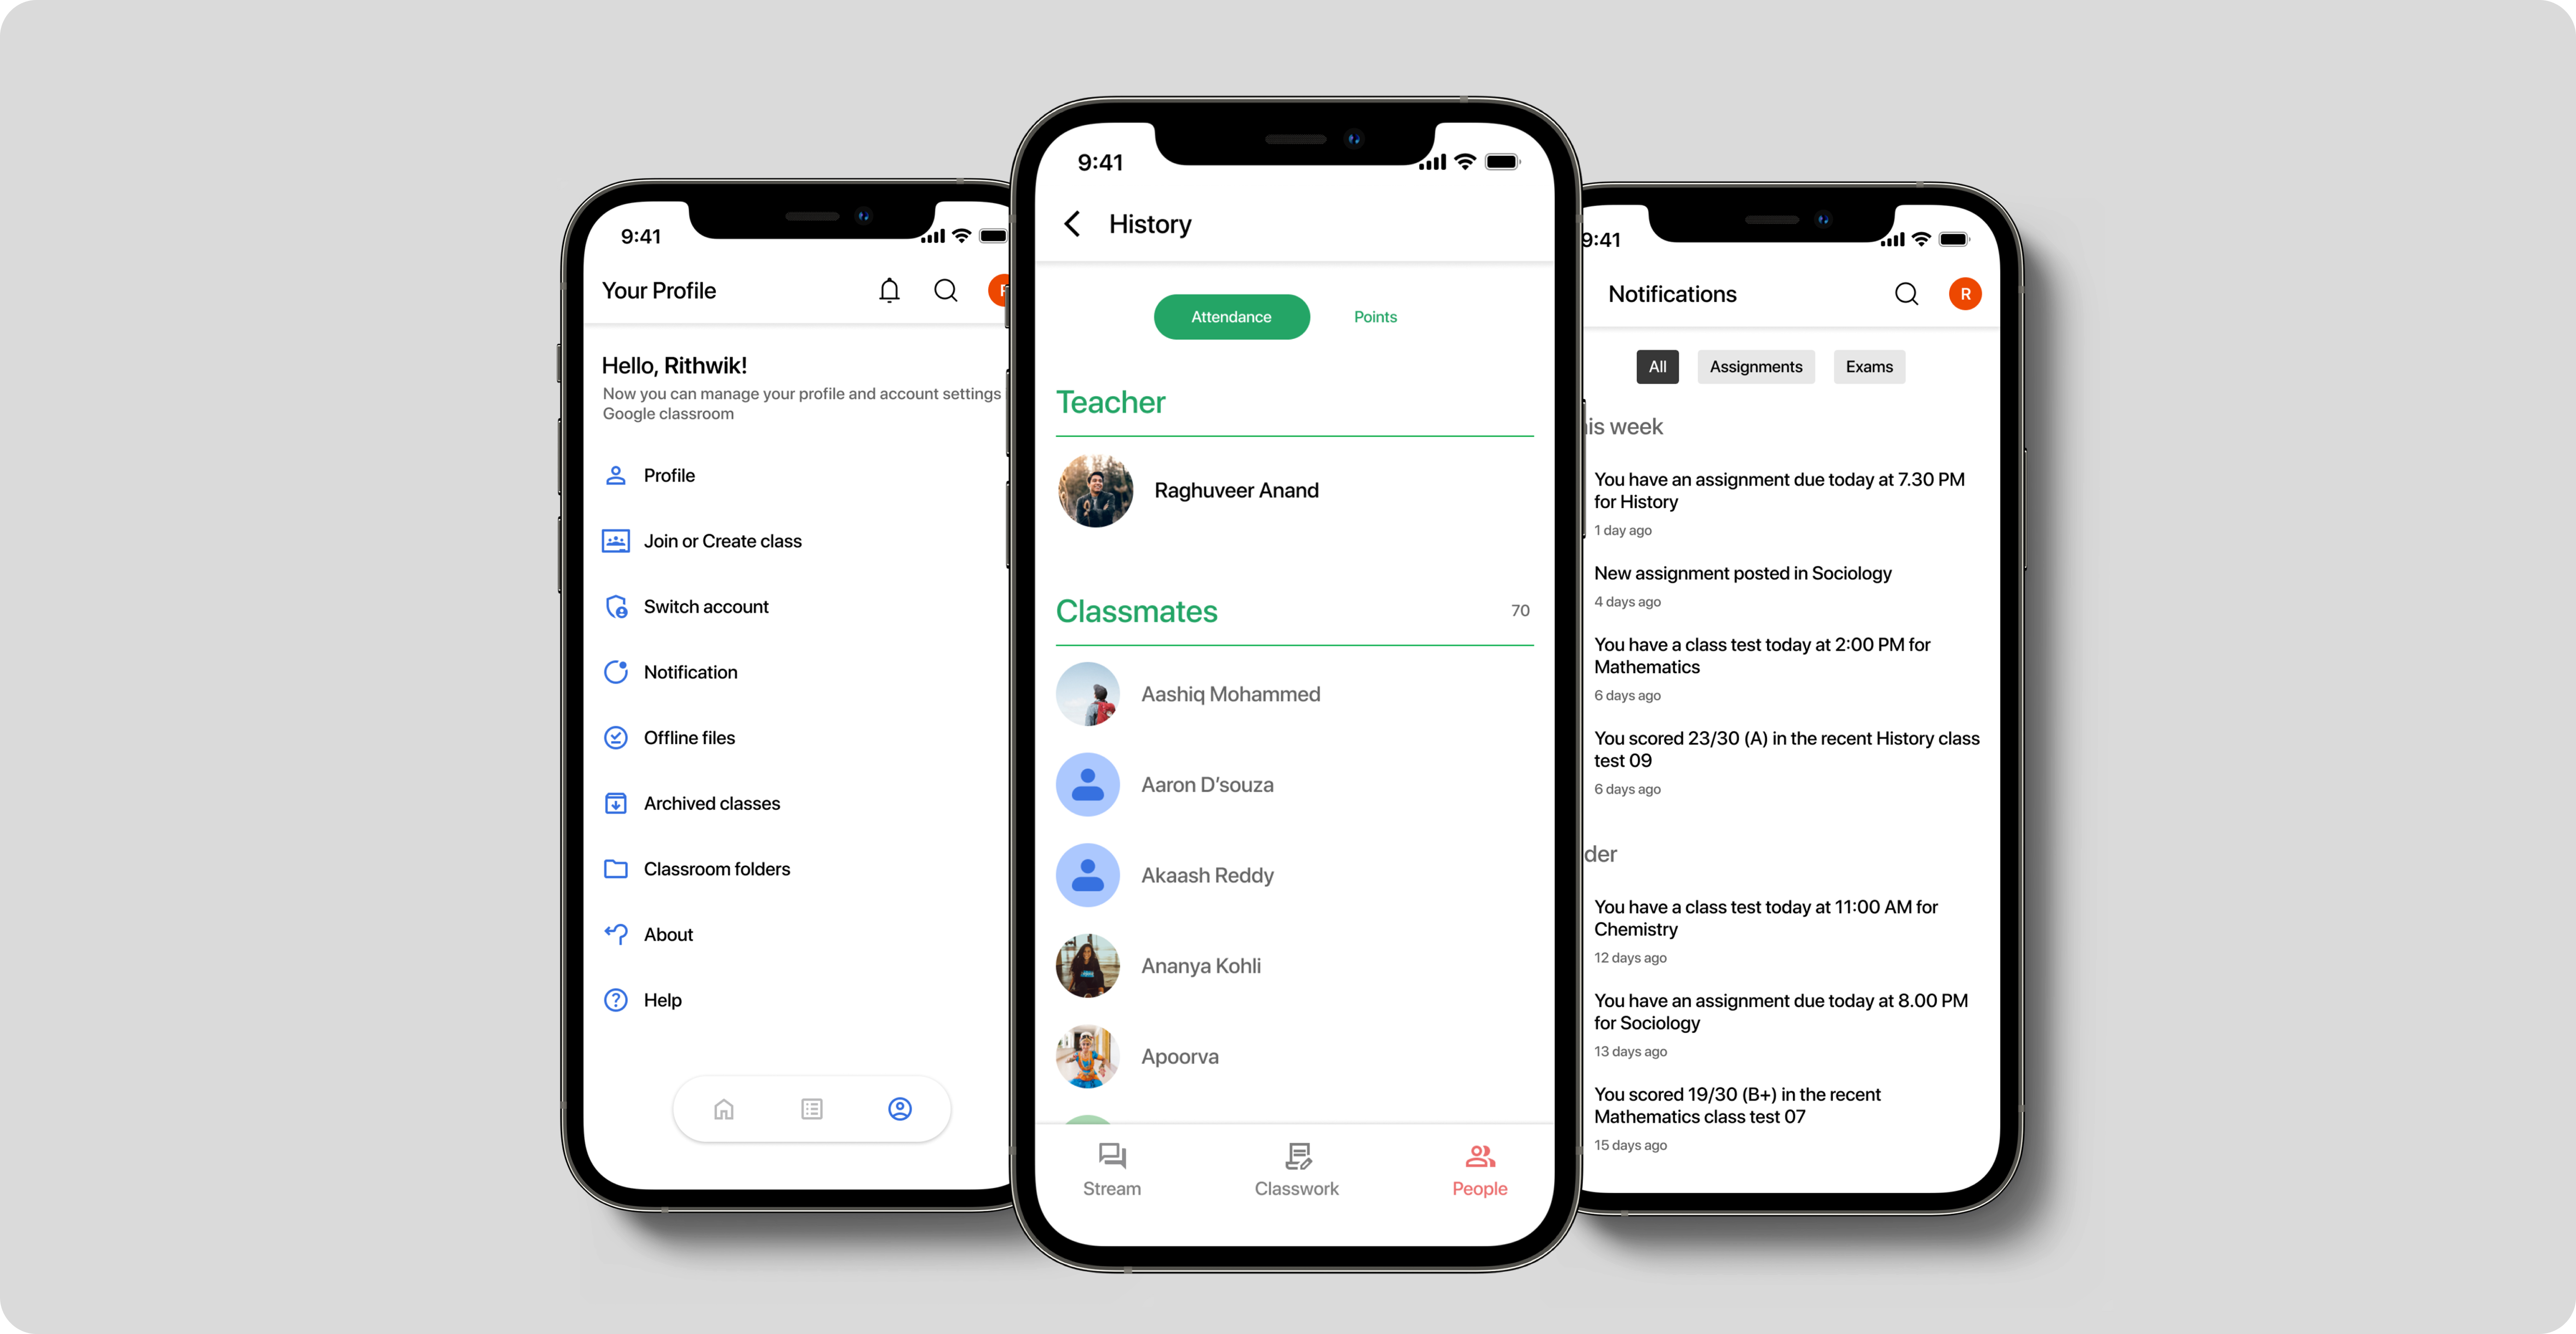 9:41
Your Profile
Hello, Rithwik!
Now you can manage your profile and account settings
Google classroom
Profile
Join or Create class
Switch account
Notification
Offline files
Archived classes
Classroom folders
About
Help
9:41
History
Attendance
Points
Teacher
Raghuveer Anand
Classmates
70
Aashiq Mohammed
Aaron D'souza
Akaash Reddy
Ananya Kohli
Apoorva
Stream
Classwork
People
9:41
Notifications
R
All
Assignments
Exams
is week
You have an assignment due today at 7.30 PM
for History
1 day ago
New assignment posted in Sociology
4 days ago
You have a class test today at 2:00 PM for
Mathematics
6 days ago
You scored 23/30 (A) in the recent History class
test 09
6 days ago
der
You have a class test today at 11:00 AM for
Chemistry
12 days ago
You have an assignment due today at 8.00 PM
for Sociology
13 days ago
You scored 19/30 (B+) in the recent
Mathematics class test 07
15 days ago